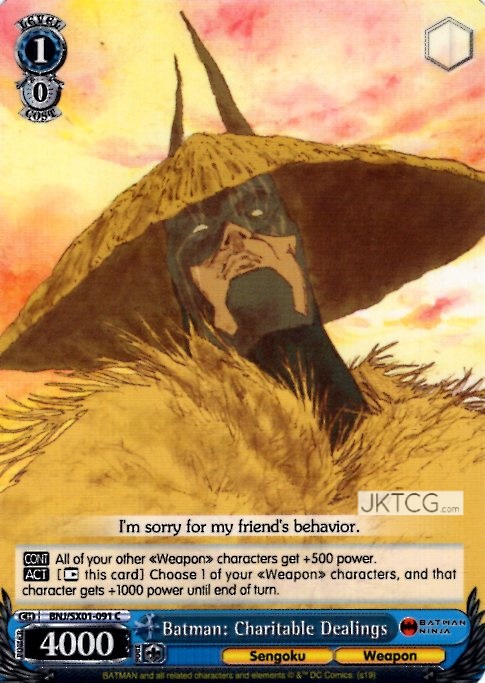 LEVEL
1
0
COST
JKTCG.com
I'm sorry for my friend's behavior.
CONT All of your other «Weapon» characters get +500 power.
ACT [ this card] Choose 1 of your «Weapon» characters, and that
character gets +1000 power until end of turn.
CH BNJ/SX01-091 C
POWER 4000
SOUL
Batman: Charitable Dealings
BATMAN
NINJA
Sengoku
Weapon
BATMAN and all related characters and elements © & ™ DC Comics. (s19)